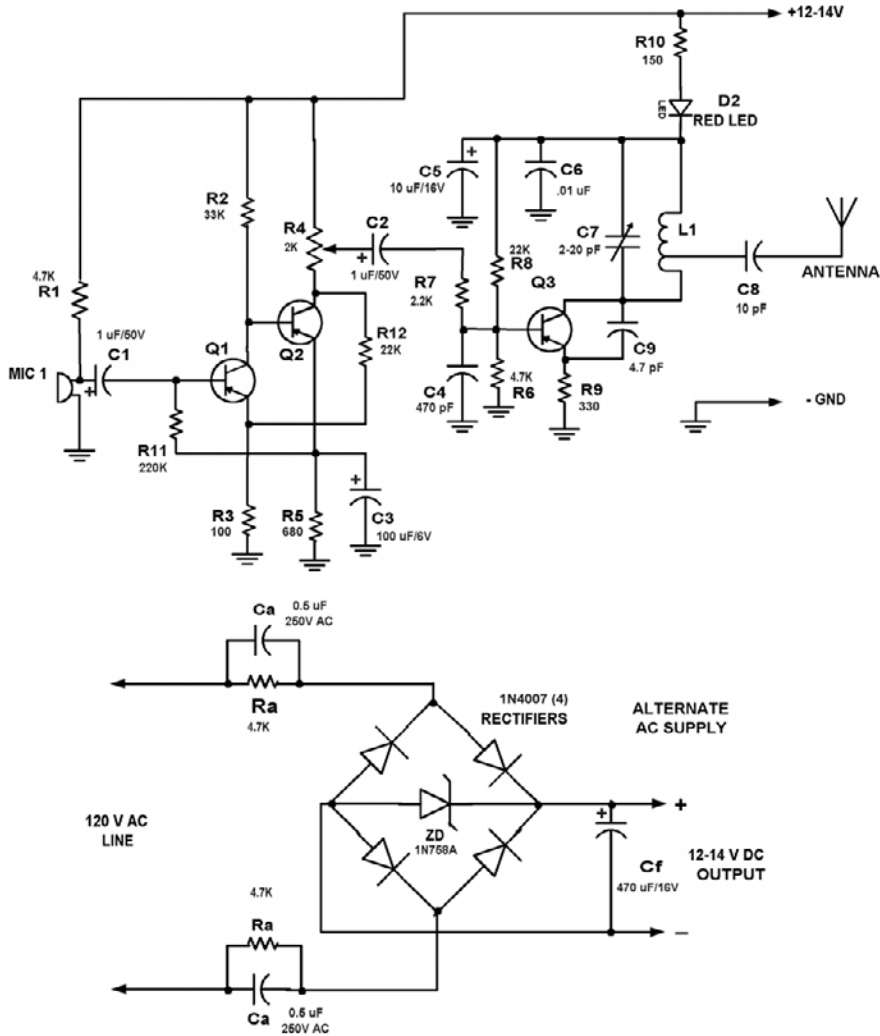 +12-14V
R10
150
LED
D2
RED LED
C5
10 uF/16V
C6
.01 uF
R2
33K
R4
2K
C2
1 uF/50V
C7
2-20 pF
L1
ANTENNA
C8
10 pF
4.7K
R1
22K
R8
R7
2.2K
Q3
1 uF/50V
C1
Q1
Q2
R12
22K
MIC 1
C9
4.7 pF
C4
470 pF
4.7K
R6
R9
330
- GND
R11
220K
R3
100
R5
680
C3
100 uF/6V
Ca
0.5 uF
250V AC
Ra
4.7K
1N4007 (4)
RECTIFIERS
ALTERNATE
AC SUPPLY
120 V AC
LINE
ZD
1N758A
+
Cf
470 uF/16V
12-14 V DC
OUTPUT
–
4.7K
Ra
Ca
0.5 uF
250V AC